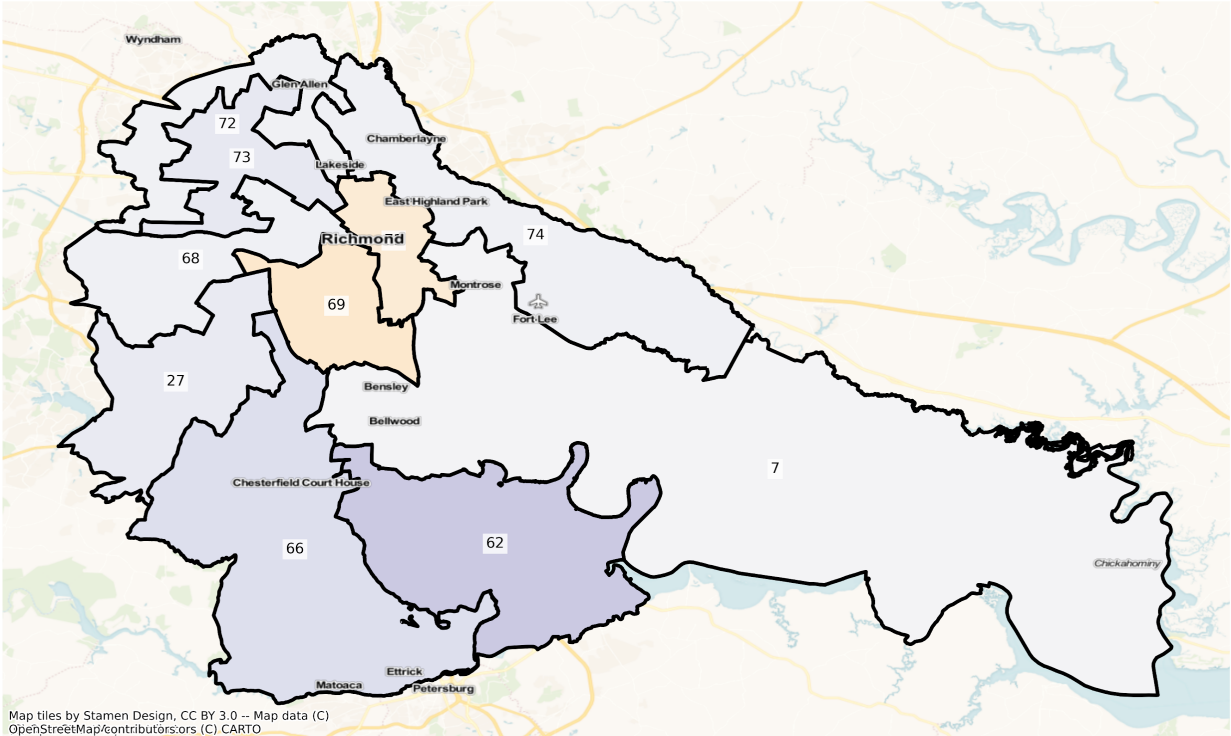 Wyndham
Glen Allen
72
Chamberlayne
73
Lakeside
East Highland Park
74
Richmond
68
Montrose
69
Fort Lee
27
Bensley
Bellwood
7
Chesterfield Court House
62
66
Chickahominy
Ettrick
Matoaca
Petersburg
Map tiles by Stamen Design, CC BY 3.0 -- Map data (C)
OpenStreetMap contributors (C) CARTO